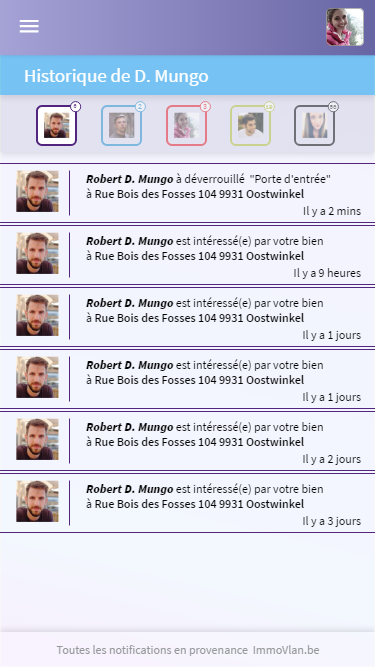 Historique de D. Mungo
2
3
Robert D. Mungo à déverrouillé "Porte d'entrée"
à Rue Bois des Fosses 104 9931 Oostwinkel
Il y a 2 mins
Robert D. Mungo est intéressé(e) par votre bien
à Rue Bois des Fosses 104 9931 Oostwinkel
Il y a 9 heures
Robert D. Mungo est intéressé(e) par votre bien
à Rue Bois des Fosses 104 9931 Oostwinkel
Il y a 1 jours
Robert D. Mungo est intéressé(e) par votre bien
à Rue Bois des Fosses 104 9931 Oostwinkel
Il y a 1 jours
Robert D. Mungo est intéressé(e) par votre bien
à Rue Bois des Fosses 104 9931 Oostwinkel
Il y a 2 jours
Robert D. Mungo est intéressé(e) par votre bien
à Rue Bois des Fosses 104 9931 Oostwinkel
Il y a 3 jours
Toutes les notifications en provenance ImmoVlan.be